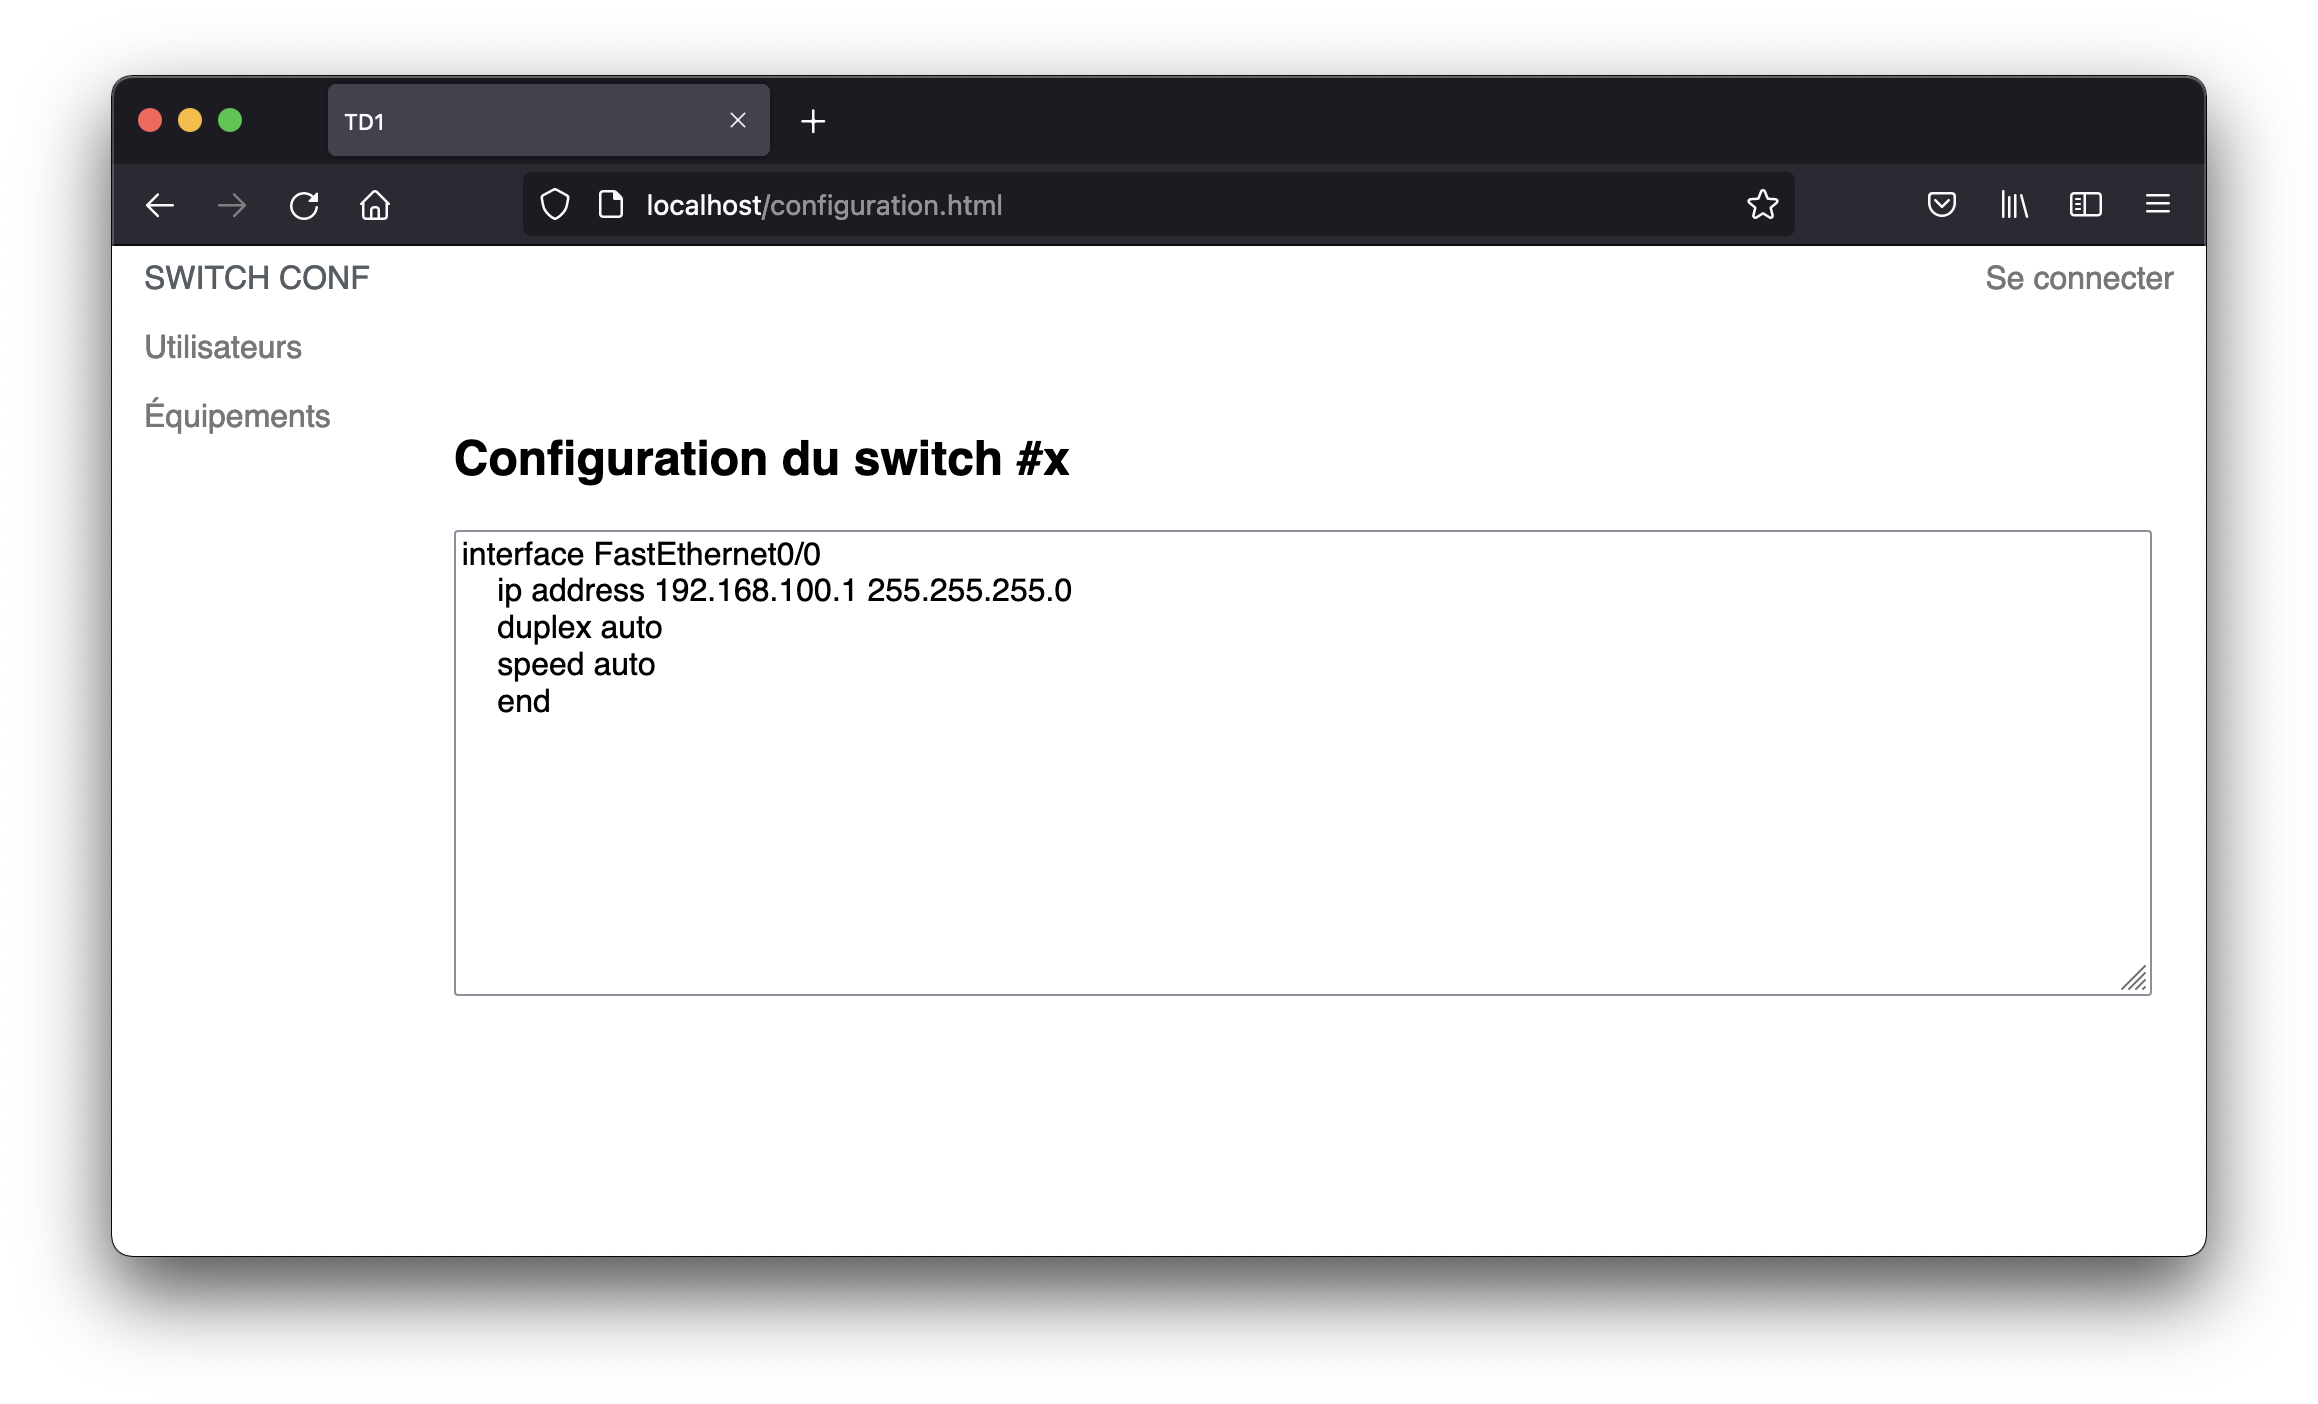 TD1
localhost/configuration.html
SWITCH CONF
Se connecter
Utilisateurs
Équipements
Configuration du switch #x
interface FastEthernet0/0
ip address 192.168.100.1 255.255.255.0
duplex auto
speed auto
end